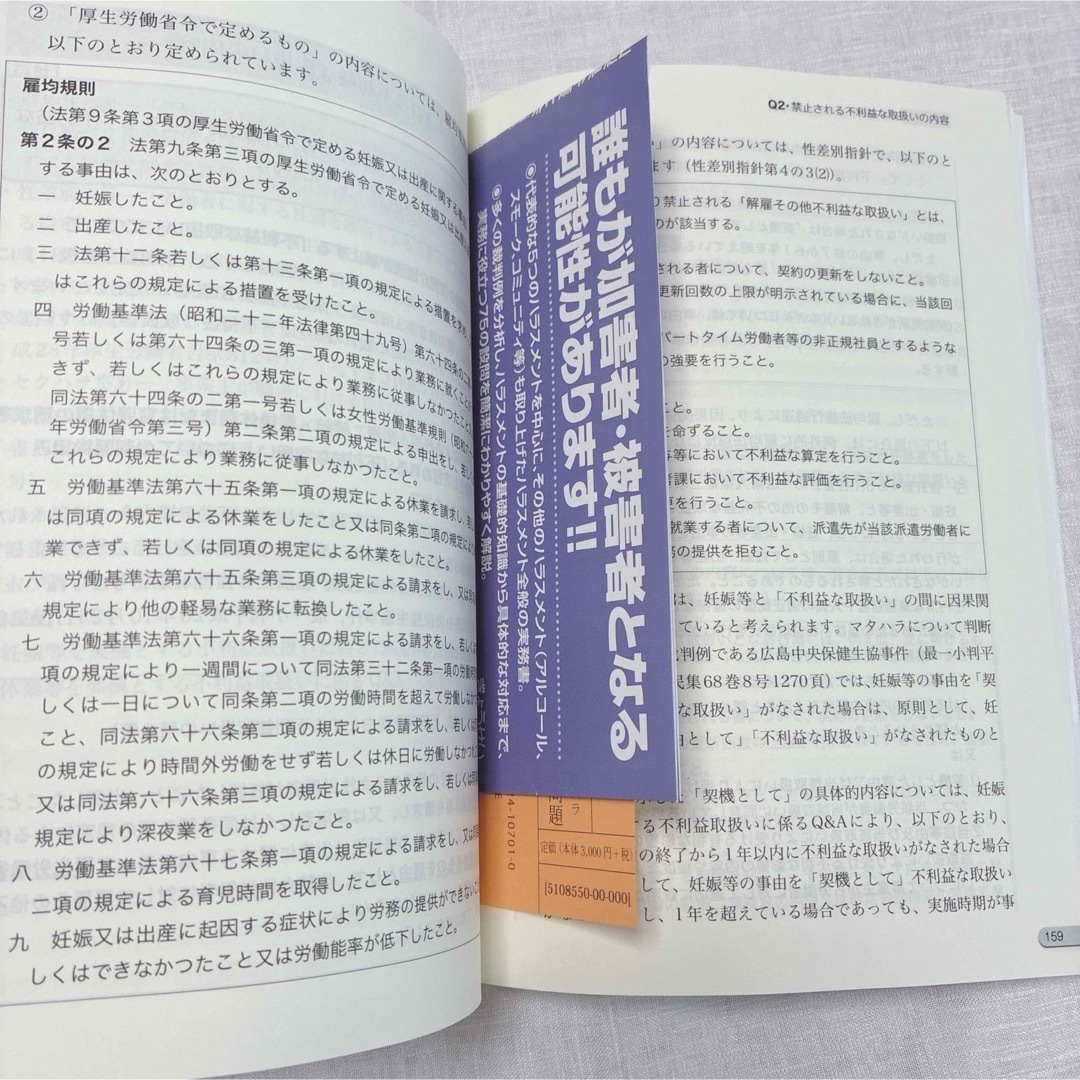 ② 「厚生労働省令で定めるもの」の内容については、雇均規
以下のとおり定められています。
雇均規則
(法第9条第3項の厚生労働省令で定める妊娠又は出産に関する事
第2条の2 法第九条第三項の厚生労働省令で定める妊娠又は出産
する事由は、次のとおりとする。
一 妊娠したこと。
二 出産したこと。
三 法第十二条若しくは第十三条第一項の規定による措置を求め、
はこれらの規定による措置を受けたこと。
四 労働基準法(昭和二十二年法律第四十九号)第六十四条の二
号若しくは第六十四条の三第一項の規定により業務に就くことが
きず、若しくはこれらの規定により業務に従事しなかつたこと
同法第六十四条の二第一号若しくは女性労働基準規則(昭和六
年労働省令第三号)第二条第二項の規定による申出をし、若しく
これらの規定により業務に従事しなかつたこと。
五 労働基準法第六十五条第一項の規定による休業を請求し、若し
は同項の規定による休業をしたこと又は同条第二項の規定によ
業できず、若しくは同項の規定による休業をしたこと。
六 労働基準法第六十五条第三項の規定による請求をし、又は同
規定により他の軽易な業務に転換したこと。
七 労働基準法第六十六条第一項の規定による請求をし、若しく
項の規定により一週間について同法第三十二条第一項の労働時
しくは一日について同条第二項の労働時間を超えて労働しなかつ
こと、同法第六十六条第二項の規定による請求をし、若しくは
の規定により時間外労働をせず若しくは休日に労働しなかつた
又は同法第六十六条第三項の規定による請求をし、若しくは
規定により深夜業をしなかつたこと。
八 労働基準法第六十七条第一項の規定による請求をし、又は同
二項の規定による育児時間を取得したこと。
九 妊娠又は出産に起因する症状により労務の提供ができないこ
しくはできなかつたこと又は労働能率が低下したこと。
誰もが加害者・被害者となる
可能性があります!!
●代表的な5つのハラスメントを中心に、その他のハラスメント(アルコール、
スモーク、コミュニティ等)も取り上げたハラスメント全般の実務書。
●多くの裁判例を分析し、ハラスメントの基礎的知識から具体的な対応まで、
実務に役立つ75の設問を簡潔にわかりやすく解説。
4-10701-0
問題
ラ
定価(本体3,000円+税)
[5108550-00-000]
Q2・禁止される不利益な取扱いの内容
い」の内容については、性差別指針で、以下のと
ます(性差別指針第4の3(2))。
り禁止される「解雇その他不利益な取扱い」とは、
のが該当する。
される者について、契約の更新をしないこと。
更新回数の上限が明示されている場合に、当該回
パートタイム労働者等の非正規社員とするような
の強要を行うこと。
こと。
を命ずること。
等において不利益な算定を行うこと。
考課において不利益な評価を行うこと。
更を行うこと。
就業する者について、派遣先が当該派遣労働者に
務の提供を拒むこと。
は、妊娠等と「不利益な取扱い」の間に因果関
ていると考えられます。マタハラについて判断
判例である広島中央保健生協事件(最一小判平
民集68巻8号1270頁)では、妊娠等の事由を「契
な取扱い」がなされた場合は、原則として、妊
由として」「不利益な取扱い」がなされたものと
「契機として」の具体的内容については、妊娠
る不利益取扱いに係るQ&Aにより、以下のとおり、
の終了から1年以内に不利益な取扱いがなされた場合
して、妊娠等の事由を「契機として」不利益な取扱い
し、1年を超えている場合であっても、実施時期が事
159